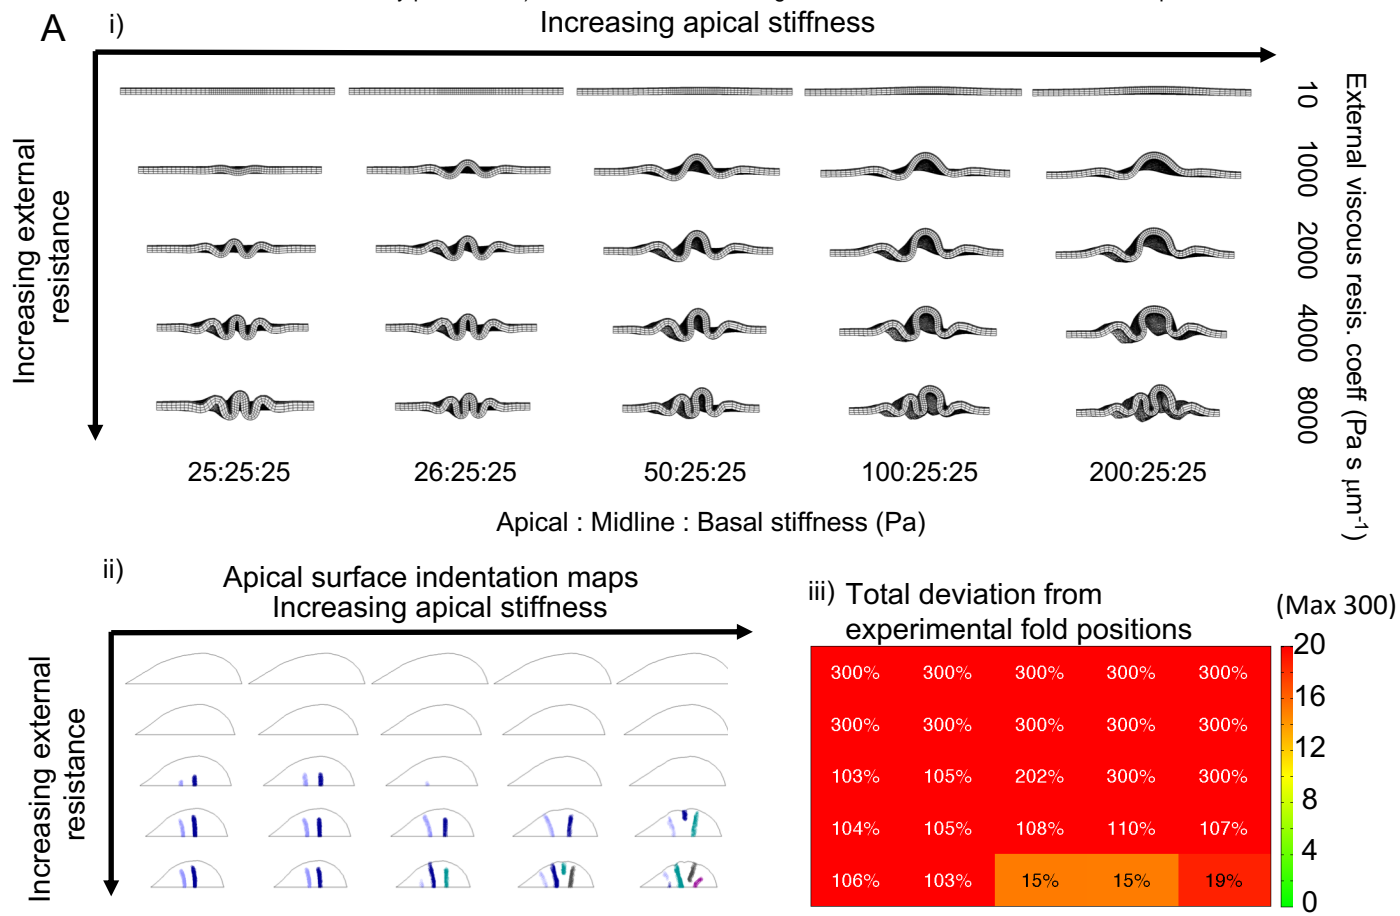 A
i)
Increasing apical stiffness
Increasing external
resistance
10
1000
2000
4000
8000
External viscous resis. coeff (Pa s μm⁻¹)
25:25:25 26:25:25 50:25:25 100:25:25 200:25:25
Apical : Midline : Basal stiffness (Pa)
ii)
Apical surface indentation maps
Increasing apical stiffness
Increasing external
resistance
iii) Total deviation from
experimental fold positions
(Max 300)
300% 300% 300% 300% 300%
300% 300% 300% 300% 300%
103% 105% 202% 300% 300%
104% 105% 108% 110% 107%
106% 103% 15% 15% 19%
20
16
12
8
4
0